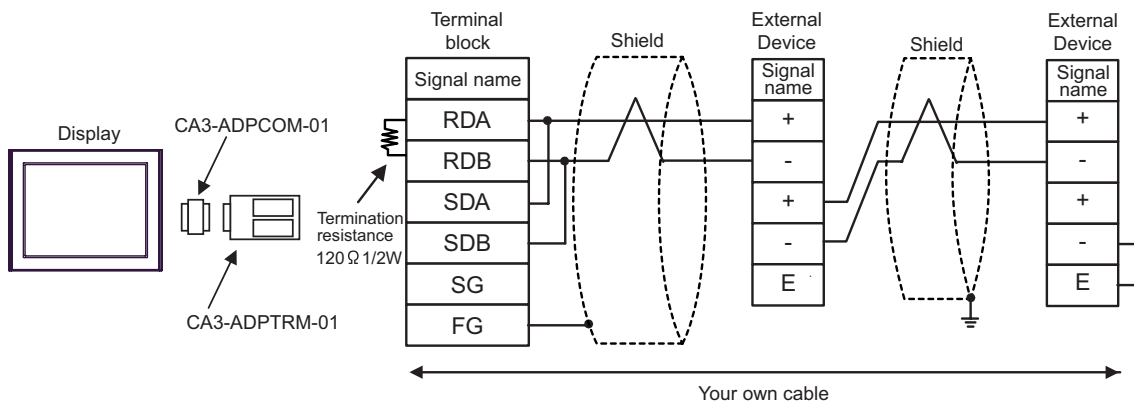 Display
CA3-ADPCOM-01
CA3-ADPTRM-01
Termination
resistance
120Ω 1/2W
Terminal
block
Signal name
RDA
RDB
SDA
SDB
SG
FG
Shield
External
Device
Signal
name
+
-
+
-
E
Shield
External
Device
Signal
name
+
-
+
-
E
Your own cable